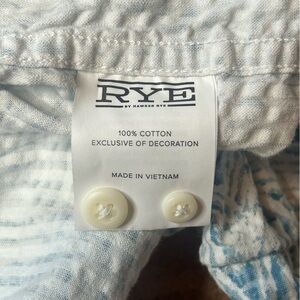 RYE
BY HAWKER RYE
100% COTTON
EXCLUSIVE OF DECORATION
MADE IN VIETNAM